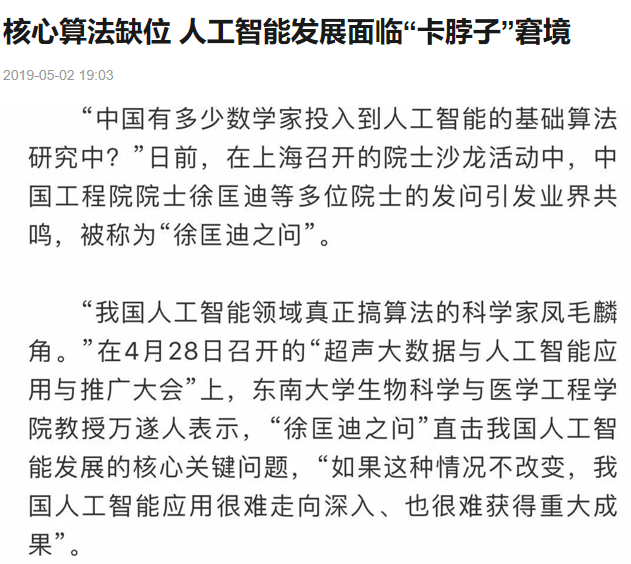 核心算法缺位 人工智能发展面临“卡脖子”窘境
2019-05-02 19:03
“中国有多少数学家投入到人工智能的基础算法
研究中？”日前，在上海召开的院士沙龙活动中，中
国工程院院士徐匡迪等多位院士的发问引发业界共
鸣，被称为“徐匡迪之问”。
“我国人工智能领域真正搞算法的科学家凤毛麟
角。”在4月28日召开的“超声大数据与人工智能应
用与推广大会”上，东南大学生物科学与医学工程学
院教授万遂人表示，“徐匡迪之问”直击我国人工智
能发展的核心关键问题，“如果这种情况不改变，我
国人工智能应用很难走向深入、也很难获得重大成
果”。